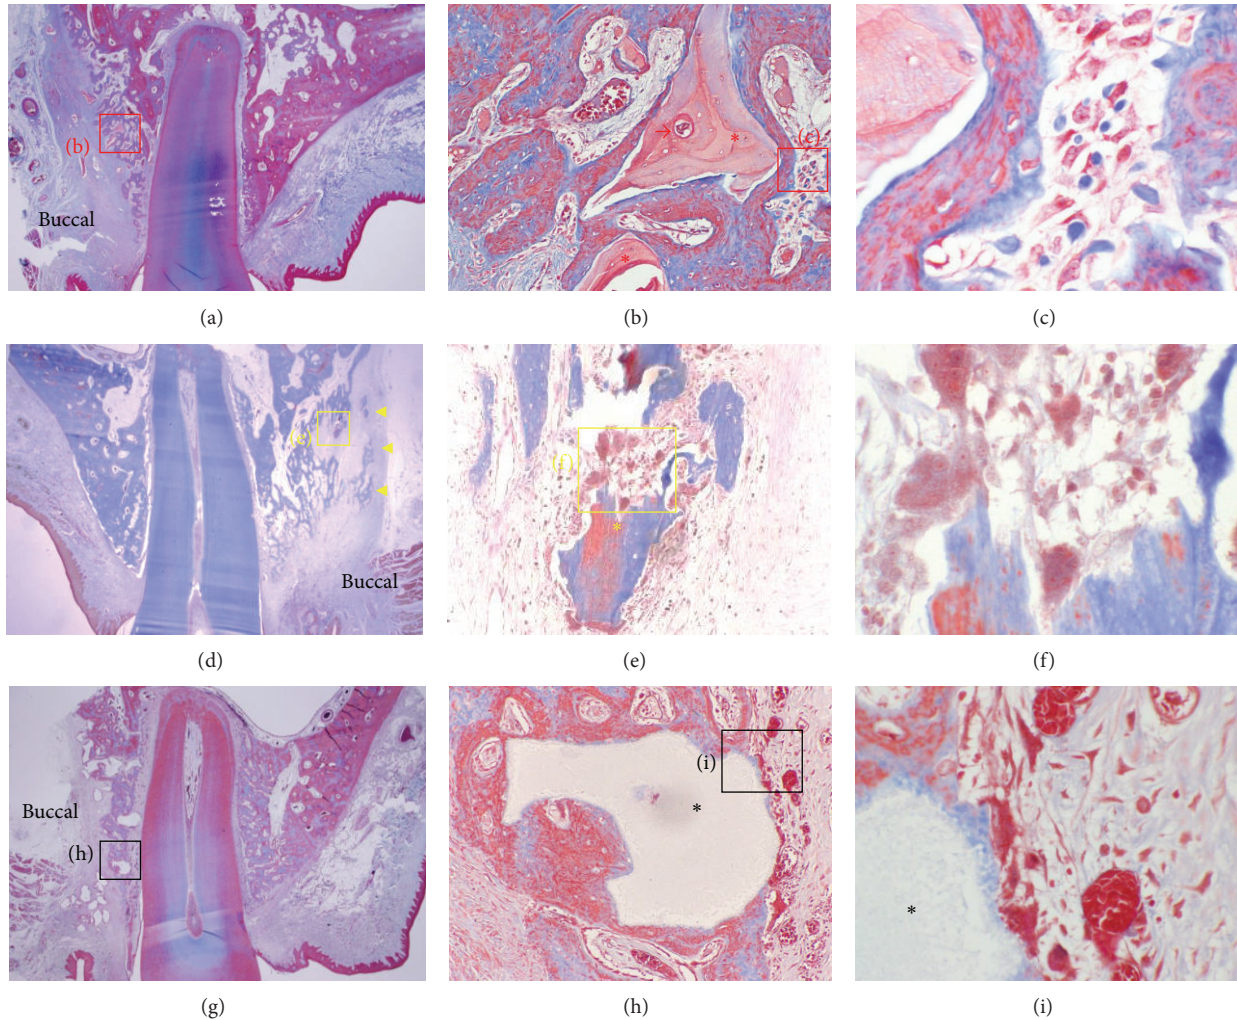 (b)
Buccal
*
(c)
*
(a)
(b)
(c)
(e)
Buccal
(f)
*
(d)
(e)
(f)
Buccal
(h)
(i)
*
*
(g)
(h)
(i)